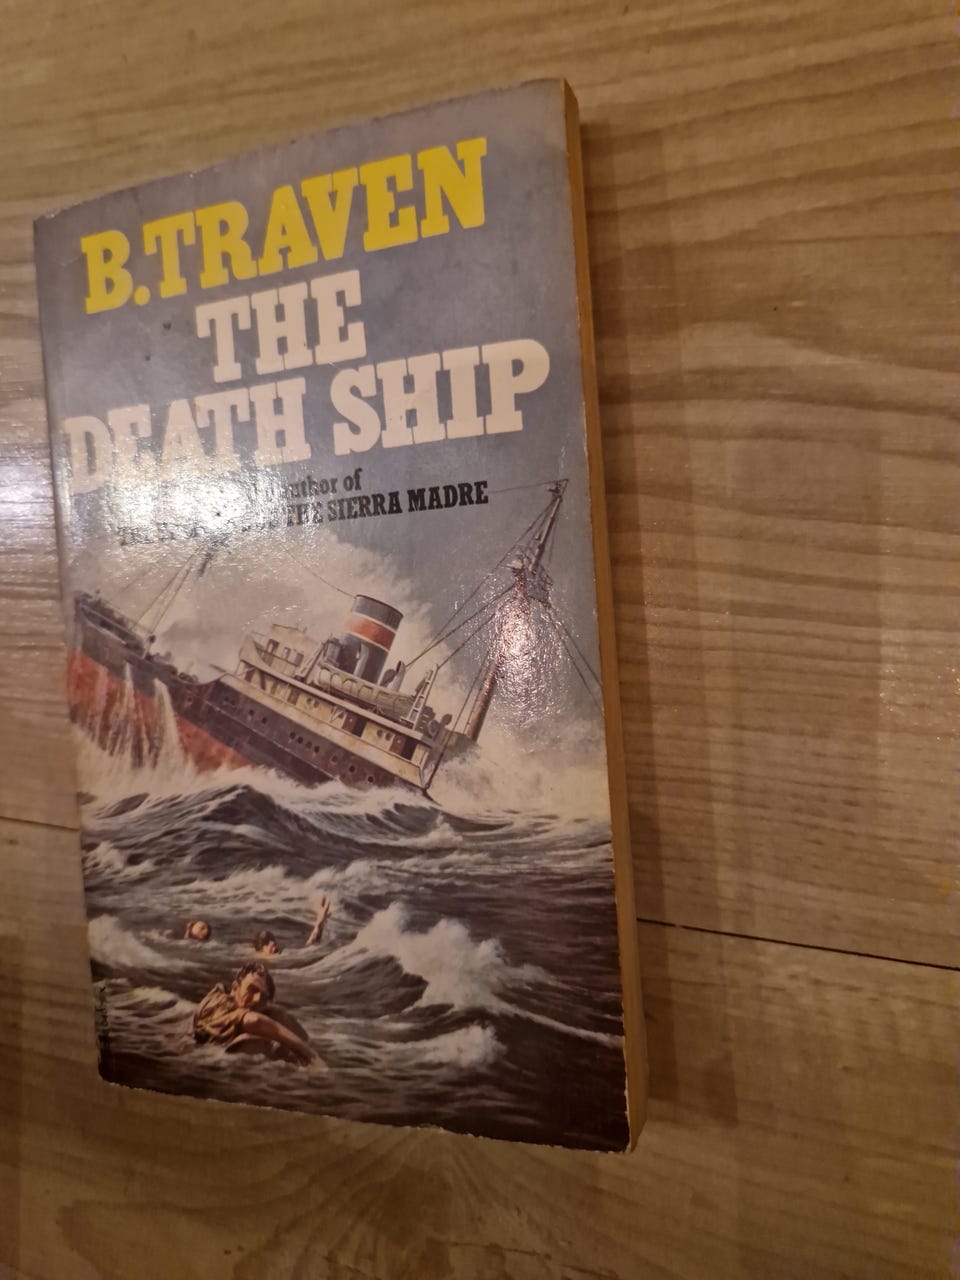 B.TRAVEN
THE
DEATH SHIP
author of
THE SIERRA MADRE